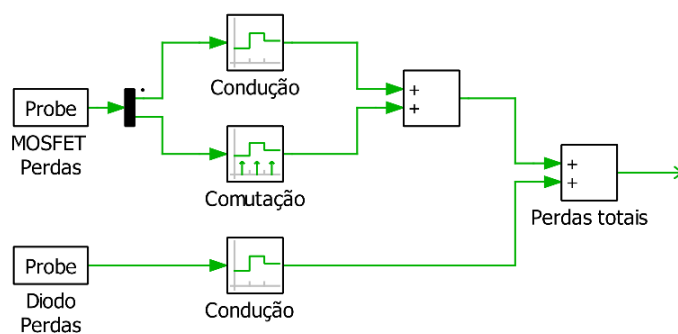 Condução
Probe
MOSFET
Perdas
+
+
Comutação
+
+
Perdas totais
Probe
Diodo
Perdas
Condução